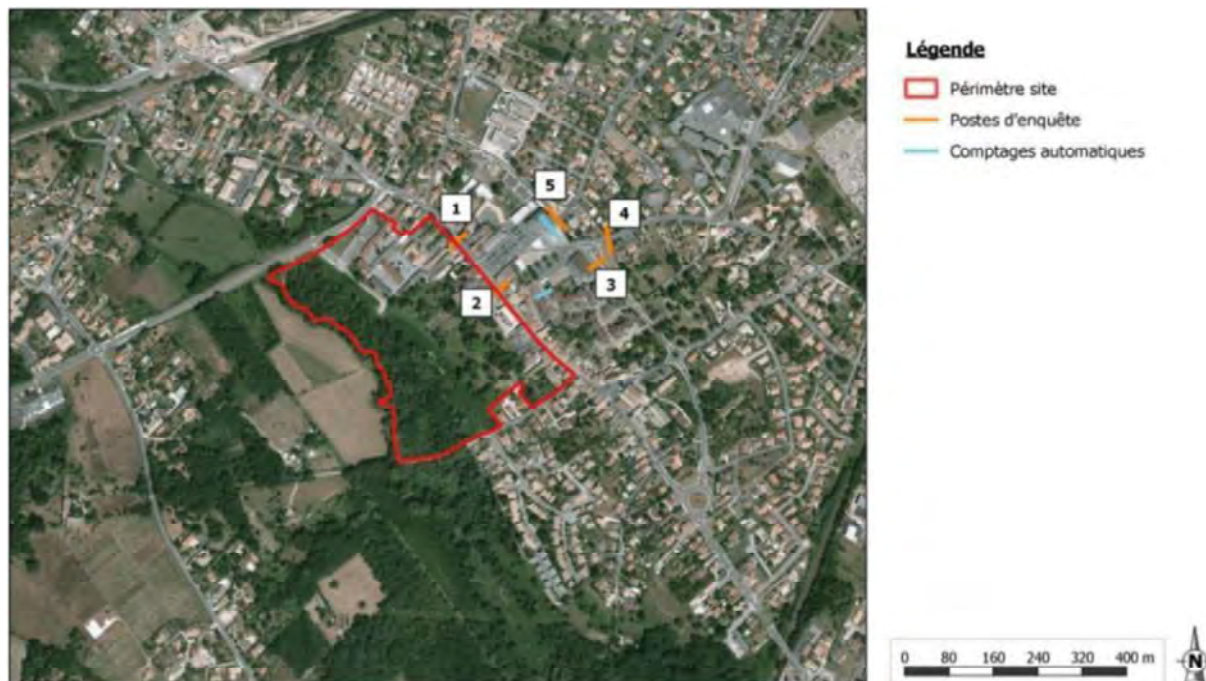 Légende
Périmètre site
Postes d'enquête
Comptages automatiques
5
1
4
3
2
0 80 160 240 320 400 m
N